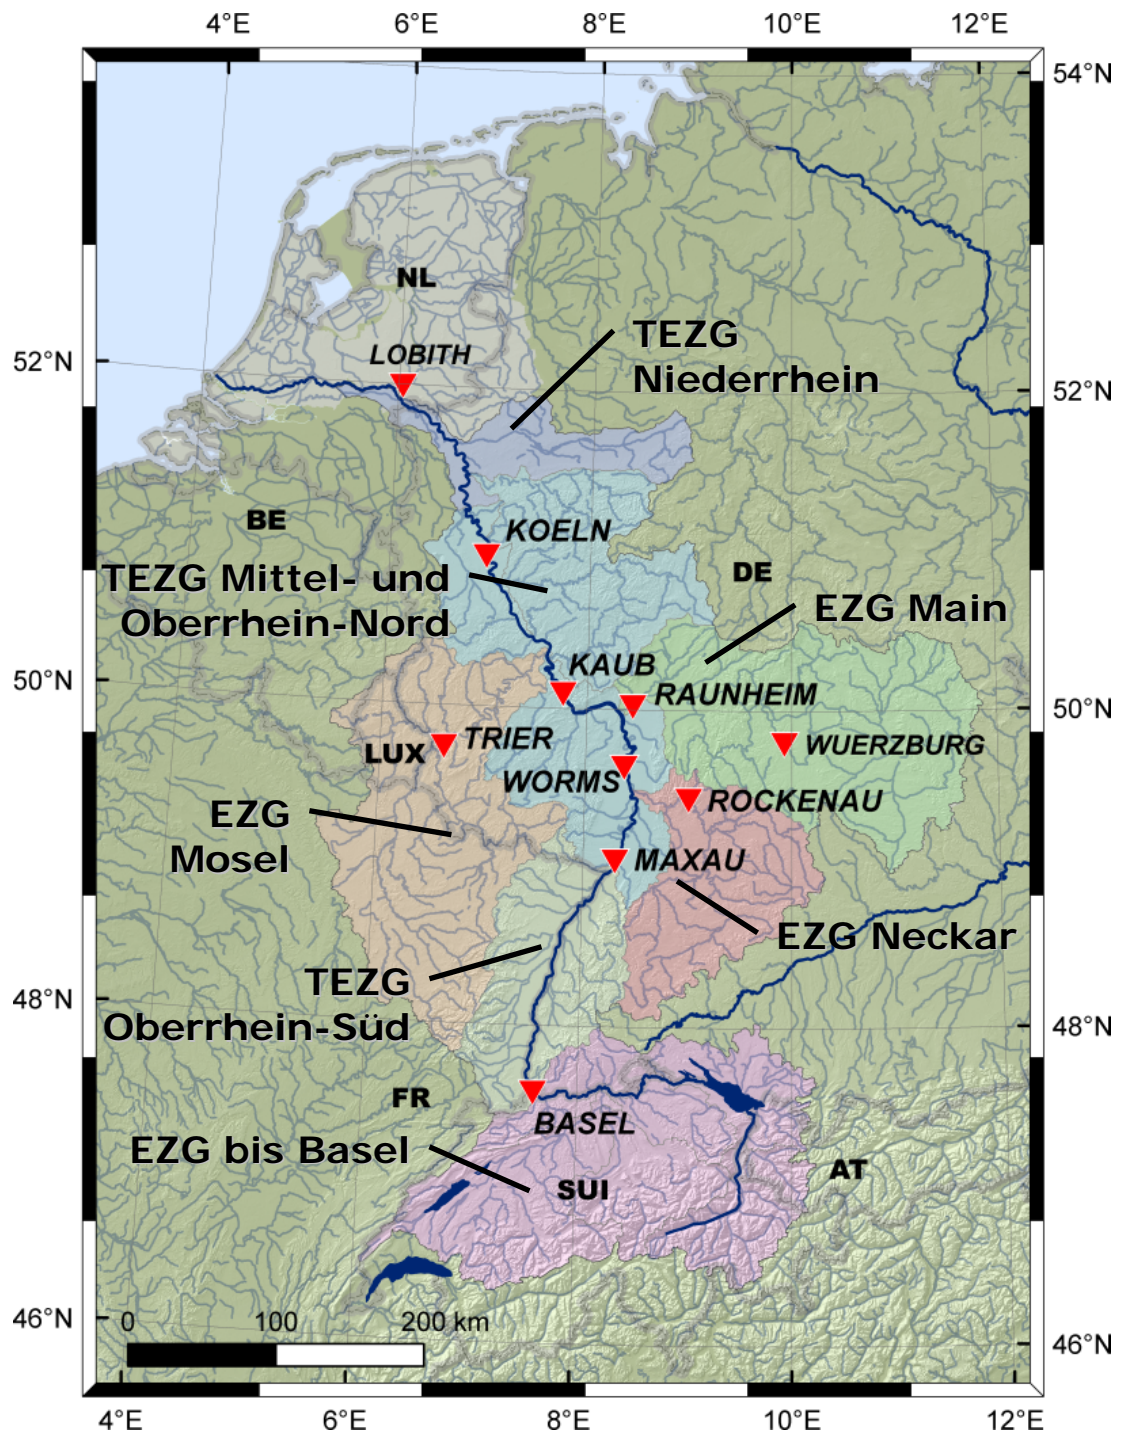 4°E 6°E 8°E 10°E 12°E
54°N
NL
TEZG
Niederrhein
LOBITH
52°N
52°N
BE
KOELN
DE
TEZG Mittel- und
Oberrhein-Nord
EZG Main
KAUB
50°N
RAUNHEIM
50°N
TRIER
WUERZBURG
LUX
WORMS
ROCKENAU
EZG
Mosel
MAXAU
EZG Neckar
TEZG
Oberrhein-Süd
48°N
48°N
FR
BASEL
EZG bis Basel
AT
SUI
0 100 200 km
46°N
46°N
4°E 6°E 8°E 10°E 12°E